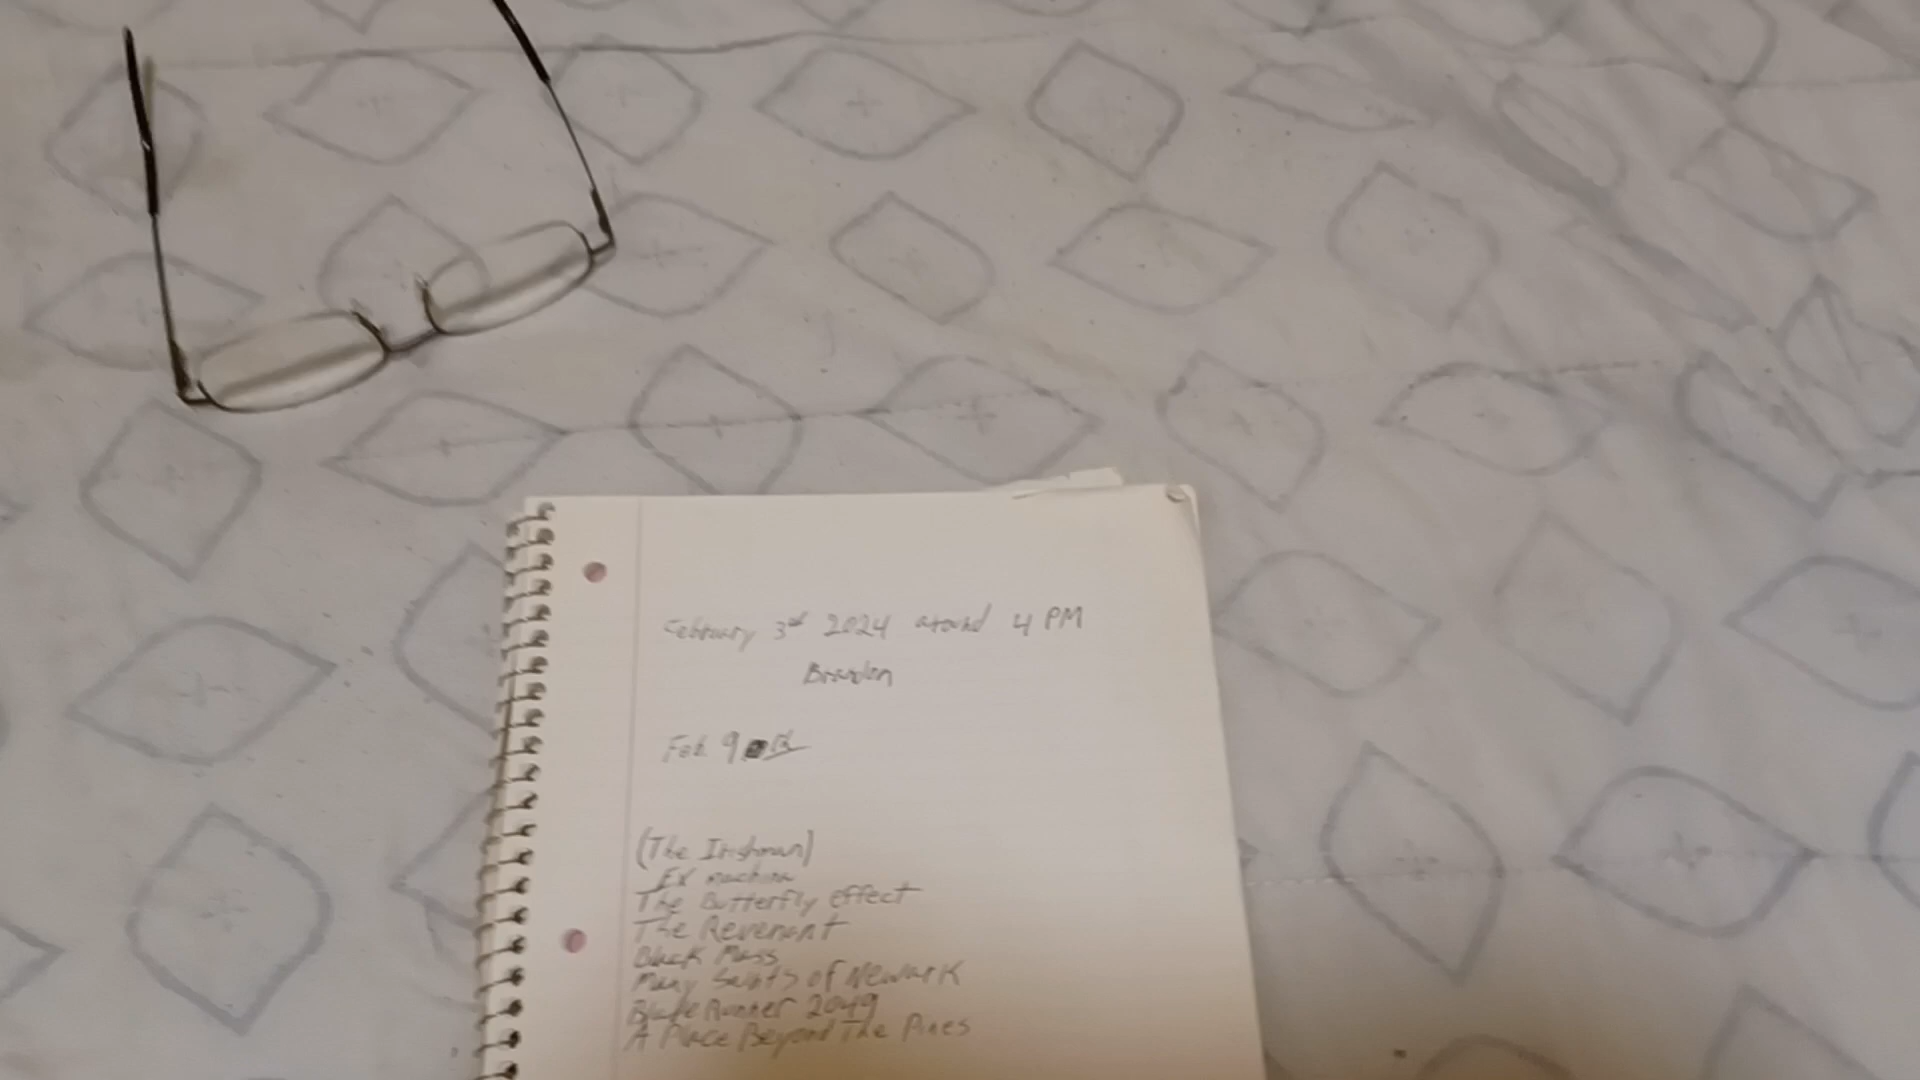 February 3rd 2024 around 4 PM
Brandon
Feb. 9
(The Irishman)
Ex machina
The Butterfly effect
The Revenant
Black Mass
Many Saints of Newark
Blade Runner 2049
A Place Beyond The Pines